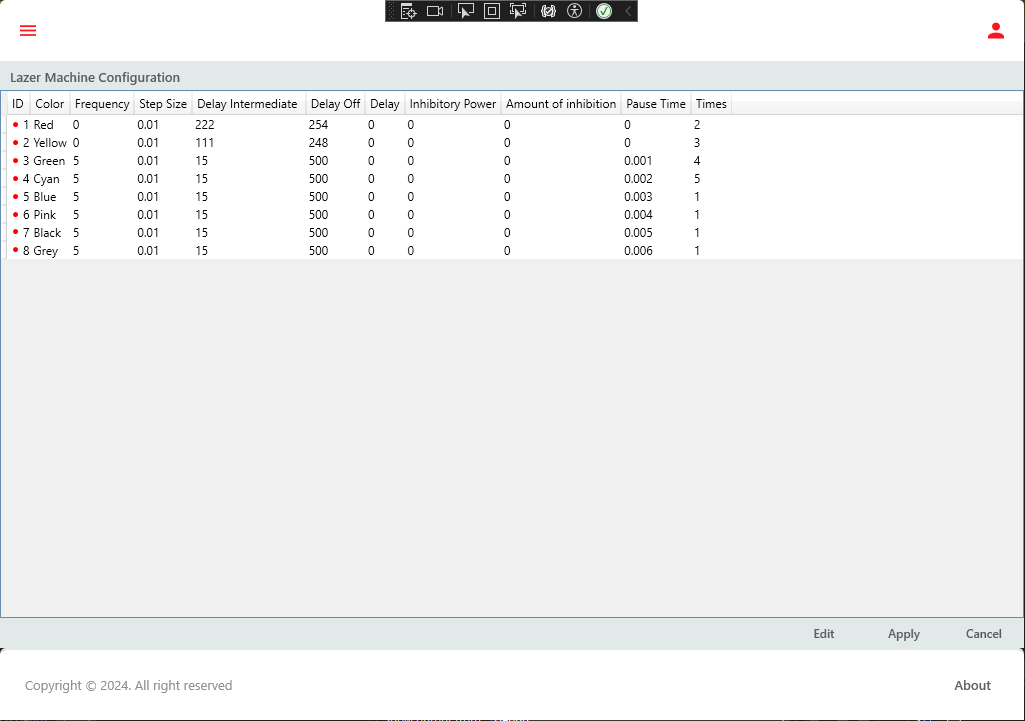 Lazer Machine Configuration
ID Color Frequency Step Size Delay Intermediate Delay Off Delay Inhibitory Power Amount of inhibition Pause Time Times
1 Red 0 0.01 222 254 0 0 0 0 2
2 Yellow 0 0.01 111 248 0 0 0 0 3
3 Green 5 0.01 15 500 0 0 0 0.001 4
4 Cyan 5 0.01 15 500 0 0 0 0.002 5
5 Blue 5 0.01 15 500 0 0 0 0.003 1
6 Pink 5 0.01 15 500 0 0 0 0.004 1
7 Black 5 0.01 15 500 0 0 0 0.005 1
8 Grey 5 0.01 15 500 0 0 0 0.006 1
Edit Apply Cancel
Copyright © 2024. All right reserved About